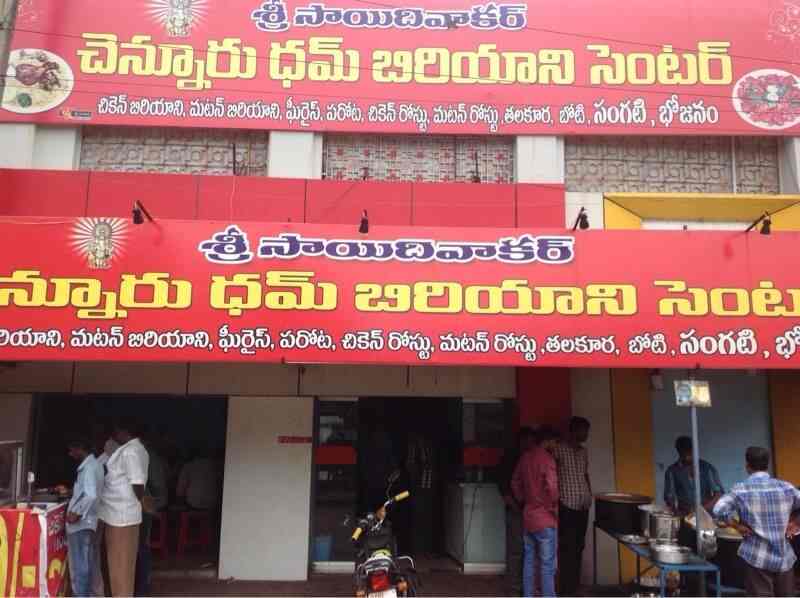 శ్రీ సాయిదివాకర్
చెన్నూరు ధమ్ బిరియాని సెంటర్
చికెన్ బిరియాని, మటన్ బిరియాని, ఘీరైస్, పరోట, చికెన్ రోస్టు, మటన్ రోస్టు, తలకూర, బోటి, సంగటి, భోజనం
శ్రీ సాయిదివాకర్
న్నూరు ధమ్ బిరియాని సెంట
రియాని, మటన్ బిరియాని, ఘీరైస్, పరోట, చికెన్ రోస్టు, మటన్ రోస్టు, తలకూర, బోటి, సంగటి, భో